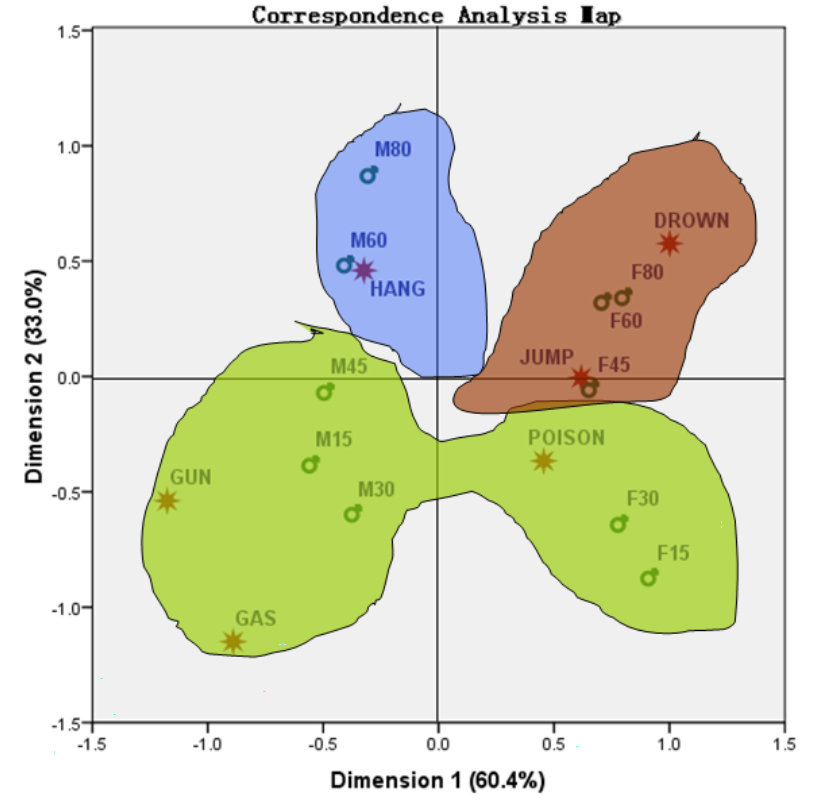 Correspondence Analysis Map
1.5
1.0
0.5
0.0
-0.5
-1.0
-1.5
Dimension 2 (33.0%)
M80
M60
HANG
DROWN
F80
F60
JUMP F45
M45
M15
M30
GUN
GAS
POISON
F30
F15
-1.5 -1.0 -0.5 0.0 0.5 1.0 1.5
Dimension 1 (60.4%)